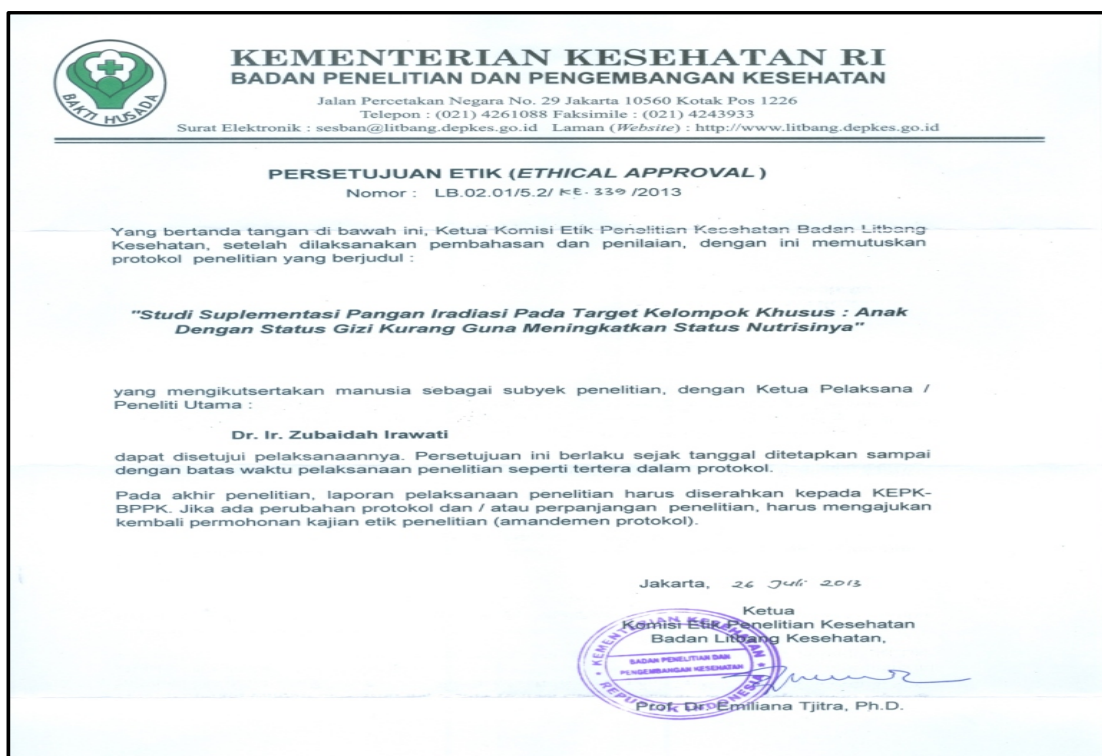 KEMENTERIAN KESEHATAN RI
BADAN PENELITIAN DAN PENGEMBANGAN KESEHATAN
Jalan Percetakan Negara No. 29 Jakarta 10560 Kotak Pos 1226
Telepon : (021) 4261088 Faksimile : (021) 4243933
Surat Elektronik : sesban@litbang.depkes.go.id Laman (Website) : http://www.litbang.depkes.go.id
BAKTI HUSADA
PERSETUJUAN ETIK (ETHICAL APPROVAL)
Nomor : LB.02.01/5.2/ KE. 339 /2013
Yang bertanda tangan di bawah ini, Ketua Komisi Etik Penelitian Kesehatan Badan Litbang
Kesehatan, setelah dilaksanakan pembahasan dan penilaian, dengan ini memutuskan
protokol penelitian yang berjudul :
"Studi Suplementasi Pangan Iradiasi Pada Target Kelompok Khusus : Anak
Dengan Status Gizi Kurang Guna Meningkatkan Status Nutrisinya"
yang mengikutsertakan manusia sebagai subyek penelitian, dengan Ketua Pelaksana /
Peneliti Utama :
Dr. Ir. Zubaidah Irawati
dapat disetujui pelaksanaannya. Persetujuan ini berlaku sejak tanggal ditetapkan sampai
dengan batas waktu pelaksanaan penelitian seperti tertera dalam protokol.
Pada akhir penelitian, laporan pelaksanaan penelitian harus diserahkan kepada KEPK-
BPPK. Jika ada perubahan protokol dan / atau perpanjangan penelitian, harus mengajukan
kembali permohonan kajian etik penelitian (amandemen protokol).
Jakarta, 26 Juli 2013
Ketua
Komisi Etik Penelitian Kesehatan
Badan Litbang Kesehatan,
KEMENTERIAN KESEHATAN
BADAN PENELITIAN DAN
PENGEMBANGAN KESEHATAN
REPUBLIK INDONESIA
Prof. Dr. Emiliana Tjitra, Ph.D.